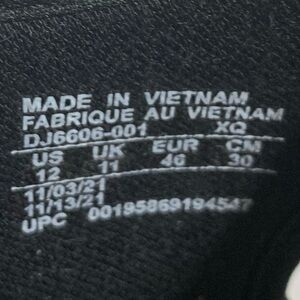 MADE IN VIETNAM
FABRIQUE AU VIETNAM
DJ6606-001 XQ
US UK EUR CM
12 11 46 30
11/03/21
11/13/21
UPC 00195869194547